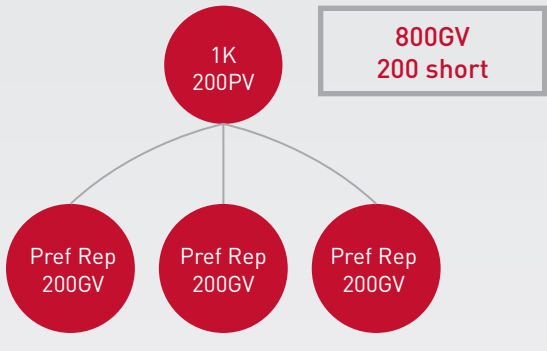 1K
200PV
800GV
200 short
Pref Rep
200GV
Pref Rep
200GV
Pref Rep
200GV